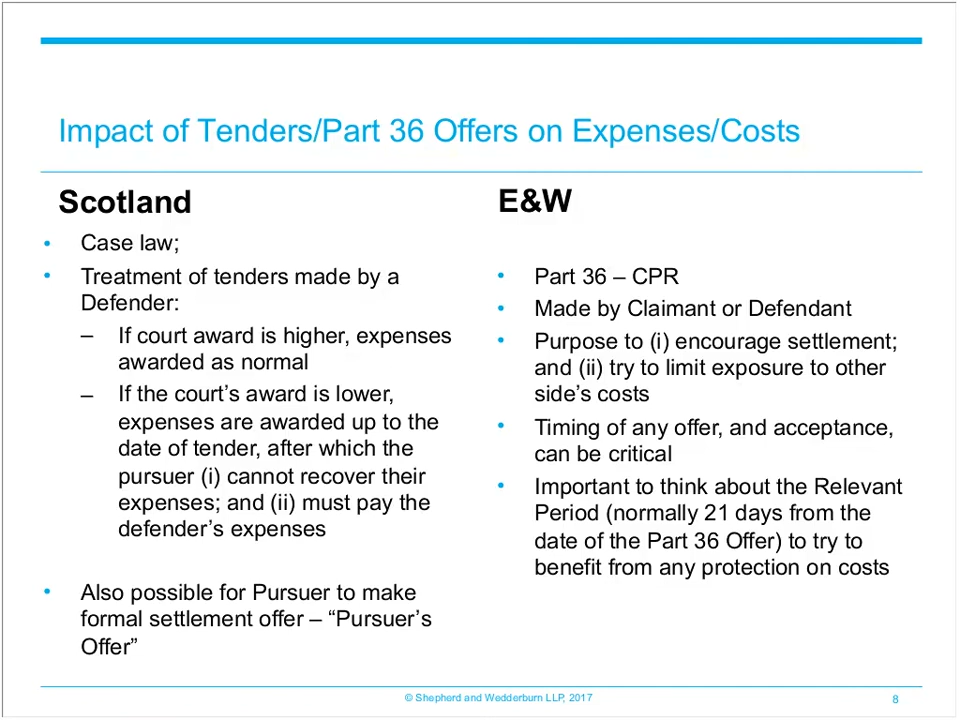 Impact of Tenders/Part 36 Offers on Expenses/Costs
Scotland
• Case law;
• Treatment of tenders made by a
Defender:
– If court award is higher, expenses
awarded as normal
– If the court’s award is lower,
expenses are awarded up to the
date of tender, after which the
pursuer (i) cannot recover their
expenses; and (ii) must pay the
defender’s expenses
• Also possible for Pursuer to make
formal settlement offer – “Pursuer’s
Offer”
E&W
• Part 36 – CPR
• Made by Claimant or Defendant
• Purpose to (i) encourage settlement;
and (ii) try to limit exposure to other
side’s costs
• Timing of any offer, and acceptance,
can be critical
• Important to think about the Relevant
Period (normally 21 days from the
date of the Part 36 Offer) to try to
benefit from any protection on costs
© Shepherd and Wedderburn LLP, 2017
8